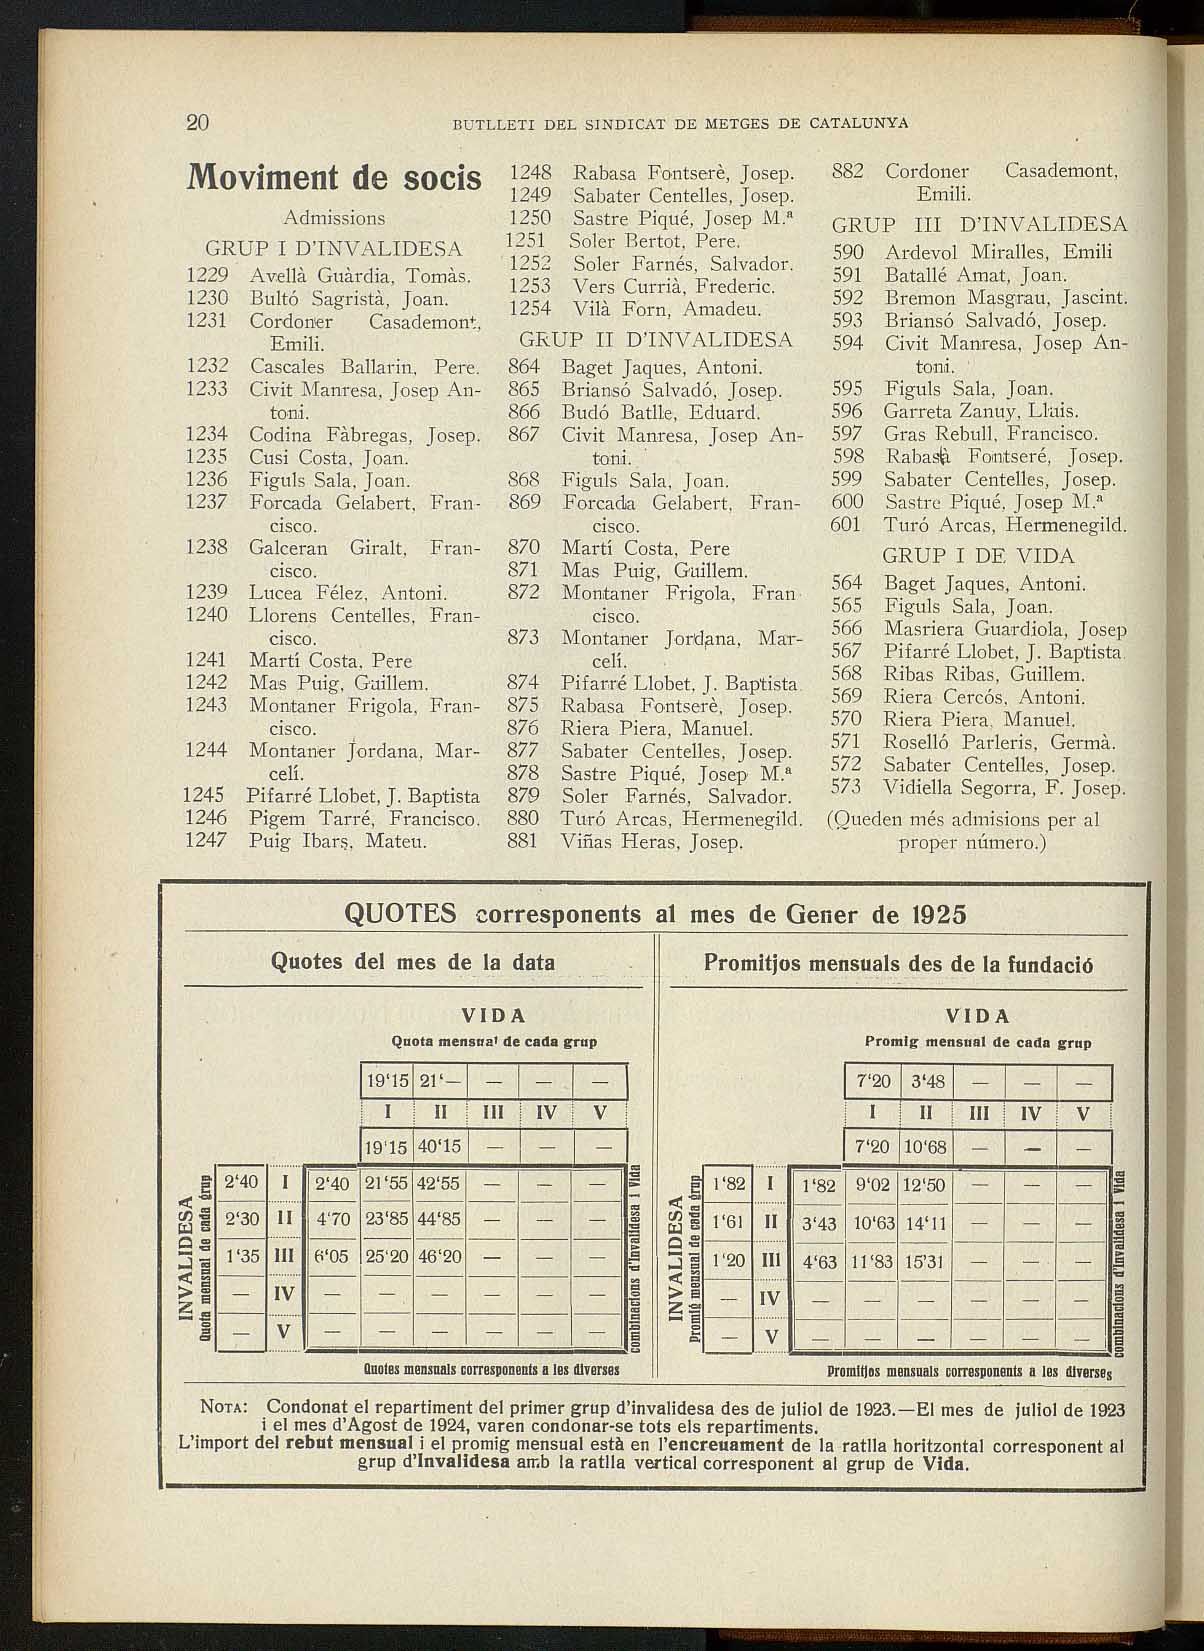 20
BUTLLETI DEL SINDICAT DE METGES DE CATALUNYA
Moviment de socis
Admissions
GRUP I D'INVALIDESA
1229 Avellà Guàrdia, Tomàs.
1230 Bultó Sagristà, Joan.
1231 Cordoner Casademont,
Emili.
1232 Cascales Ballarin, Pere.
1233 Civit Manresa, Josep An-
toni.
1234 Codina Fàbregas, Josep.
1235 Cusi Costa, Joan.
1236 Figuls Sala, Joan.
1237 Forcada Gelabert, Fran-
cisco.
1238 Galceran Giralt, Fran-
cisco.
1239 Lucea Félez, Antoni.
1240 Llorens Centelles, Fran-
cisco.
1241 Martí Costa, Pere
1242 Mas Puig, Guillem.
1243 Montaner Frigola, Fran-
cisco.
1244 Montaner Jordana, Mar-
celí.
1245 Pifarré Llobet, J. Baptista
1246 Pigem Tarré, Francisco.
1247 Puig Ibars, Mateu.
1248 Rabasa Fontserè, Josep.
1249 Sabater Centelles, Josep.
1250 Sastre Piqué, Josep M.ª
1251 Soler Bertot, Pere.
1252 Soler Farnés, Salvador.
1253 Vers Currià, Frederic.
1254 Vilà Forn, Amadeu.
GRUP II D'INVALIDESA
864 Baget Jaques, Antoni.
865 Briansó Salvadó, Josep.
866 Budó Batlle, Eduard.
867 Civit Manresa, Josep An-
toni.
868 Figuls Sala, Joan.
869 Forcada Gelabert, Fran-
cisco.
870 Martí Costa, Pere
871 Mas Puig, Guillem.
872 Montaner Frigola, Fran-
cisco.
873 Montaner Jordana, Mar-
celí.
874 Pifarré Llobet, J. Baptista.
875 Rabasa Fontserè, Josep.
876 Riera Piera, Manuel.
877 Sabater Centelles, Josep.
878 Sastre Piqué, Josep M.ª
879 Soler Farnés, Salvador.
880 Turó Arcas, Hermenegild.
881 Viñas Heras, Josep.
882 Cordoner Casademont,
Emili.
GRUP III D'INVALIDESA
590 Ardevol Miralles, Emili
591 Batallé Amat, Joan.
592 Bremon Masgrau, Jascint.
593 Briansó Salvadó, Josep.
594 Civit Manresa, Josep An-
toni.
595 Figuls Sala, Joan.
596 Garreta Zanuy, Lluis.
597 Gras Rebull, Francisco.
598 Rabasa Fontseré, Josep.
599 Sabater Centelles, Josep.
600 Sastre Piqué, Josep M.ª
601 Turó Arcas, Hermenegild.
GRUP I DE VIDA
564 Baget Jaques, Antoni.
565 Figuls Sala, Joan.
566 Masriera Guardiola, Josep
567 Pifarré Llobet, J. Baptista.
568 Ribas Ribas, Guillem.
569 Riera Cercós, Antoni.
570 Riera Piera, Manuel.
571 Roselló Parleris, Germà.
572 Sabater Centelles, Josep.
573 Vidiella Segorra, F. Josep.
(Queden més admisions per al
proper número.)
QUOTES corresponents al mes de Gener de 1925
Quotes del mes de la data
VIDA
Quota mensual de cada grup
19'15 21'— — — —
I II III IV V
19'15 40'15 — — —
INVALIDESA
Quota mensual de cada grup
2'40 I 2'40 21'55 42'55 — — —
2'30 II 4'70 23'85 44'85 — — —
1'35 III 6'05 25'20 46'20 — — —
— IV — — — — — —
— V — — — — — —
Quotes mensuals corresponents a les diverses
combinacions d'Invalidesa i Vida
Promitjos mensuals des de la fundació
VIDA
Promig mensual de cada grup
7'20 3'48 — — —
I II III IV V
7'20 10'68 — — —
INVALIDESA
Promig mensual de cada grup
1'82 I 1'82 9'02 12'50 — — —
1'61 II 3'43 10'63 14'11 — — —
1'20 III 4'63 11'83 15'31 — — —
— IV — — — — — —
— V — — — — — —
Promitjos mensuals corresponents a les diverses
combinacions d'Invalidesa i Vida
NOTA: Condonat el repartiment del primer grup d'invalidesa des de juliol de 1923.—El mes de juliol de 1923
i el mes d'Agost de 1924, varen condonar-se tots els repartiments.
L'import del rebut mensual i el promig mensual està en l'encreuament de la ratlla horitzontal corresponent al
grup d'Invalidesa amb la ratlla vertical corresponent al grup de Vida.